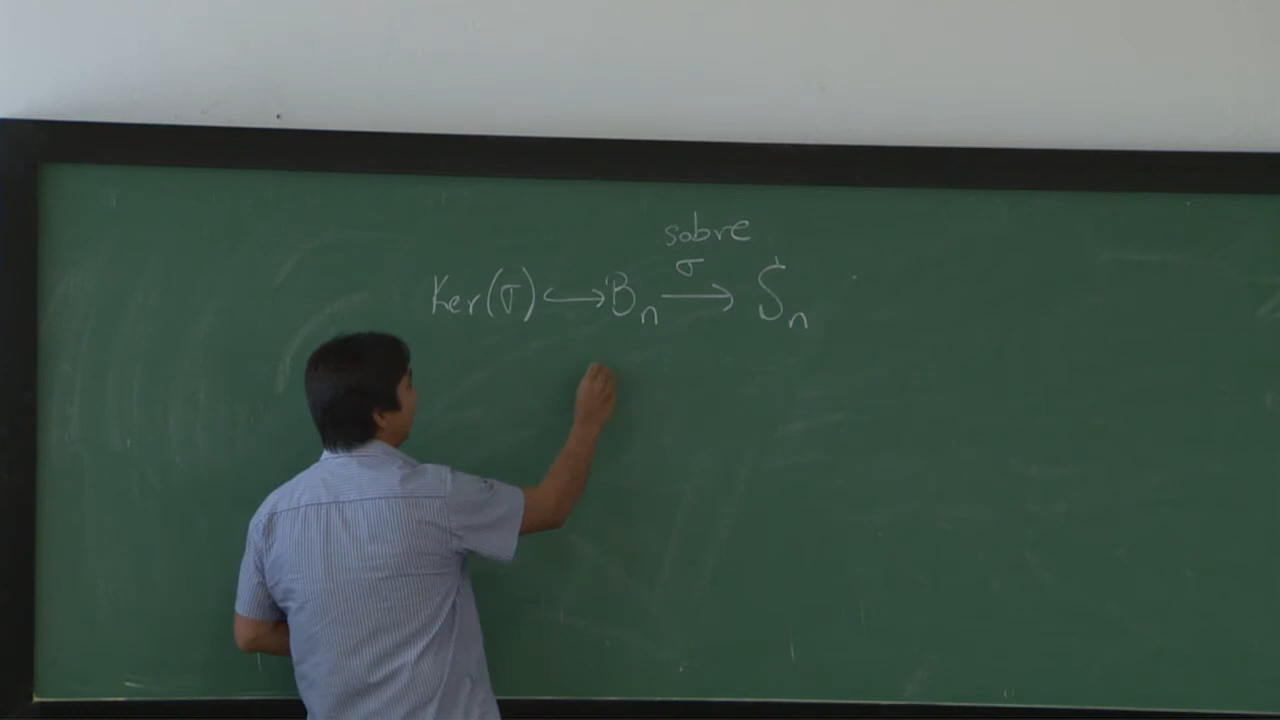 sobre
σ
Ker(σ) ↪ Bₙ → Sₙ